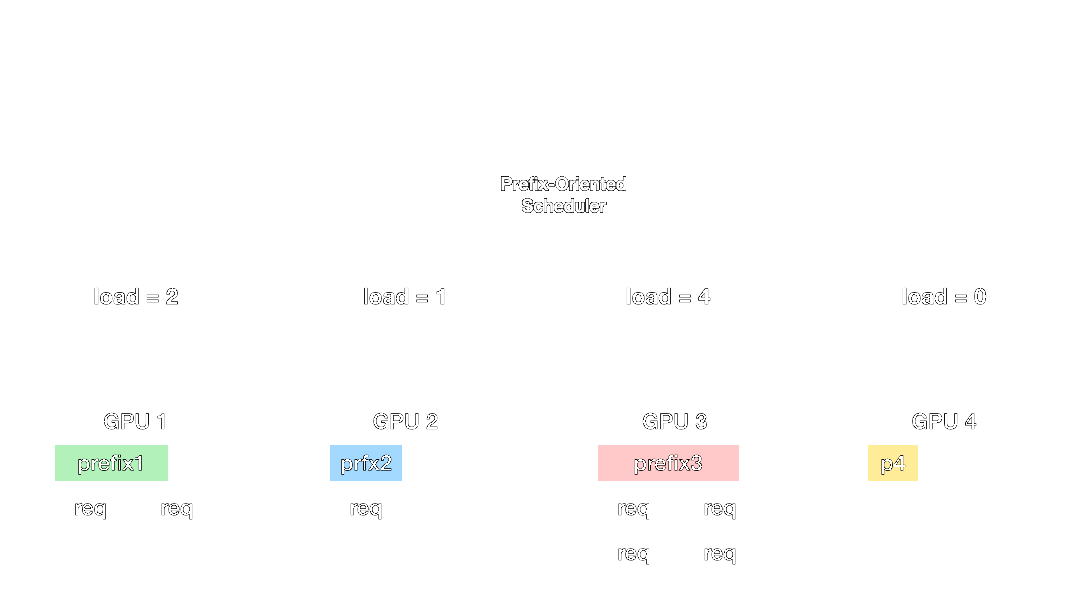 Prefix-Oriented
Scheduler
load = 2
load = 1
load = 4
load = 0
GPU 1
GPU 2
GPU 3
GPU 4
prefix1
prfx2
prefix3
p4
req
req
req
req
req
req
req